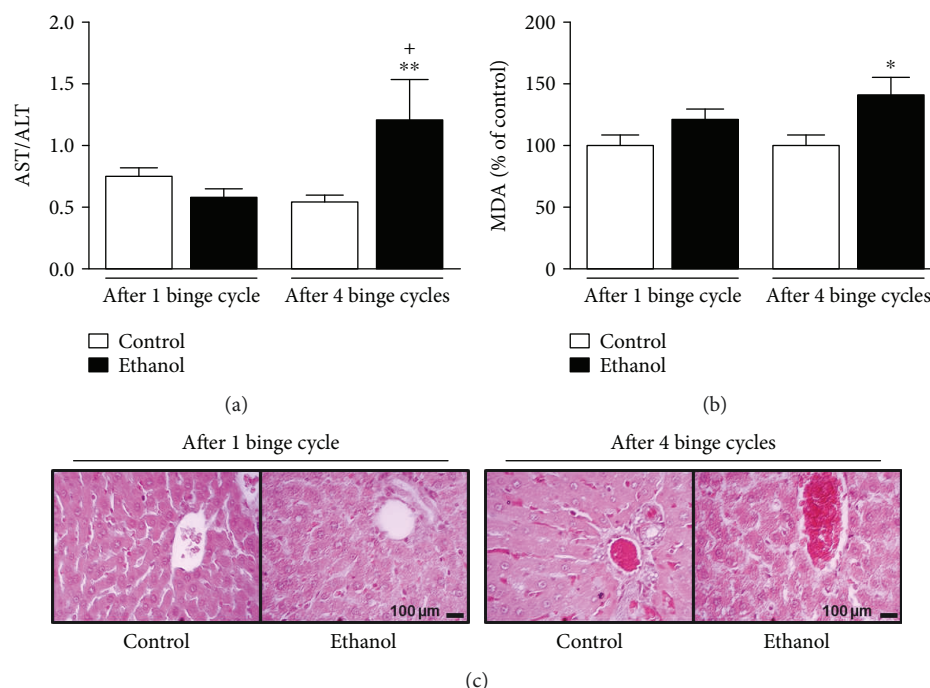 2.0
1.5
1.0
0.5
0.0
AST/ALT
+
**
After 1 binge cycle
After 4 binge cycles
Control
Ethanol
(a)
200
150
100
50
0
MDA (% of control)
*
After 1 binge cycle
After 4 binge cycles
Control
Ethanol
(b)
After 1 binge cycle
After 4 binge cycles
100 µm
100 µm
Control
Ethanol
Control
Ethanol
(c)